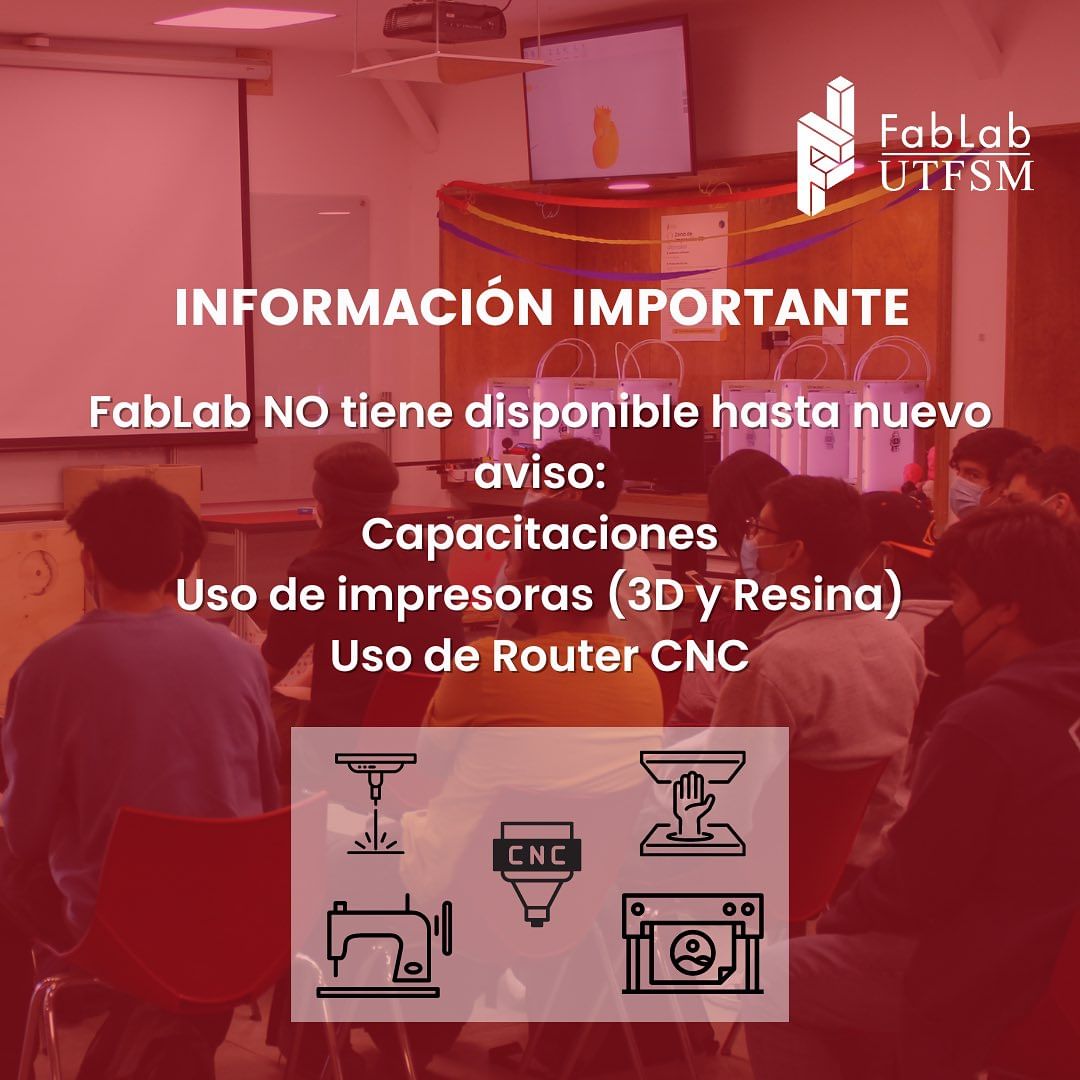 FabLab
UTFSM
INFORMACIÓN IMPORTANTE
FabLab NO tiene disponible hasta nuevo
aviso:
Capacitaciones
Uso de impresoras (3D y Resina)
Uso de Router CNC
CNC